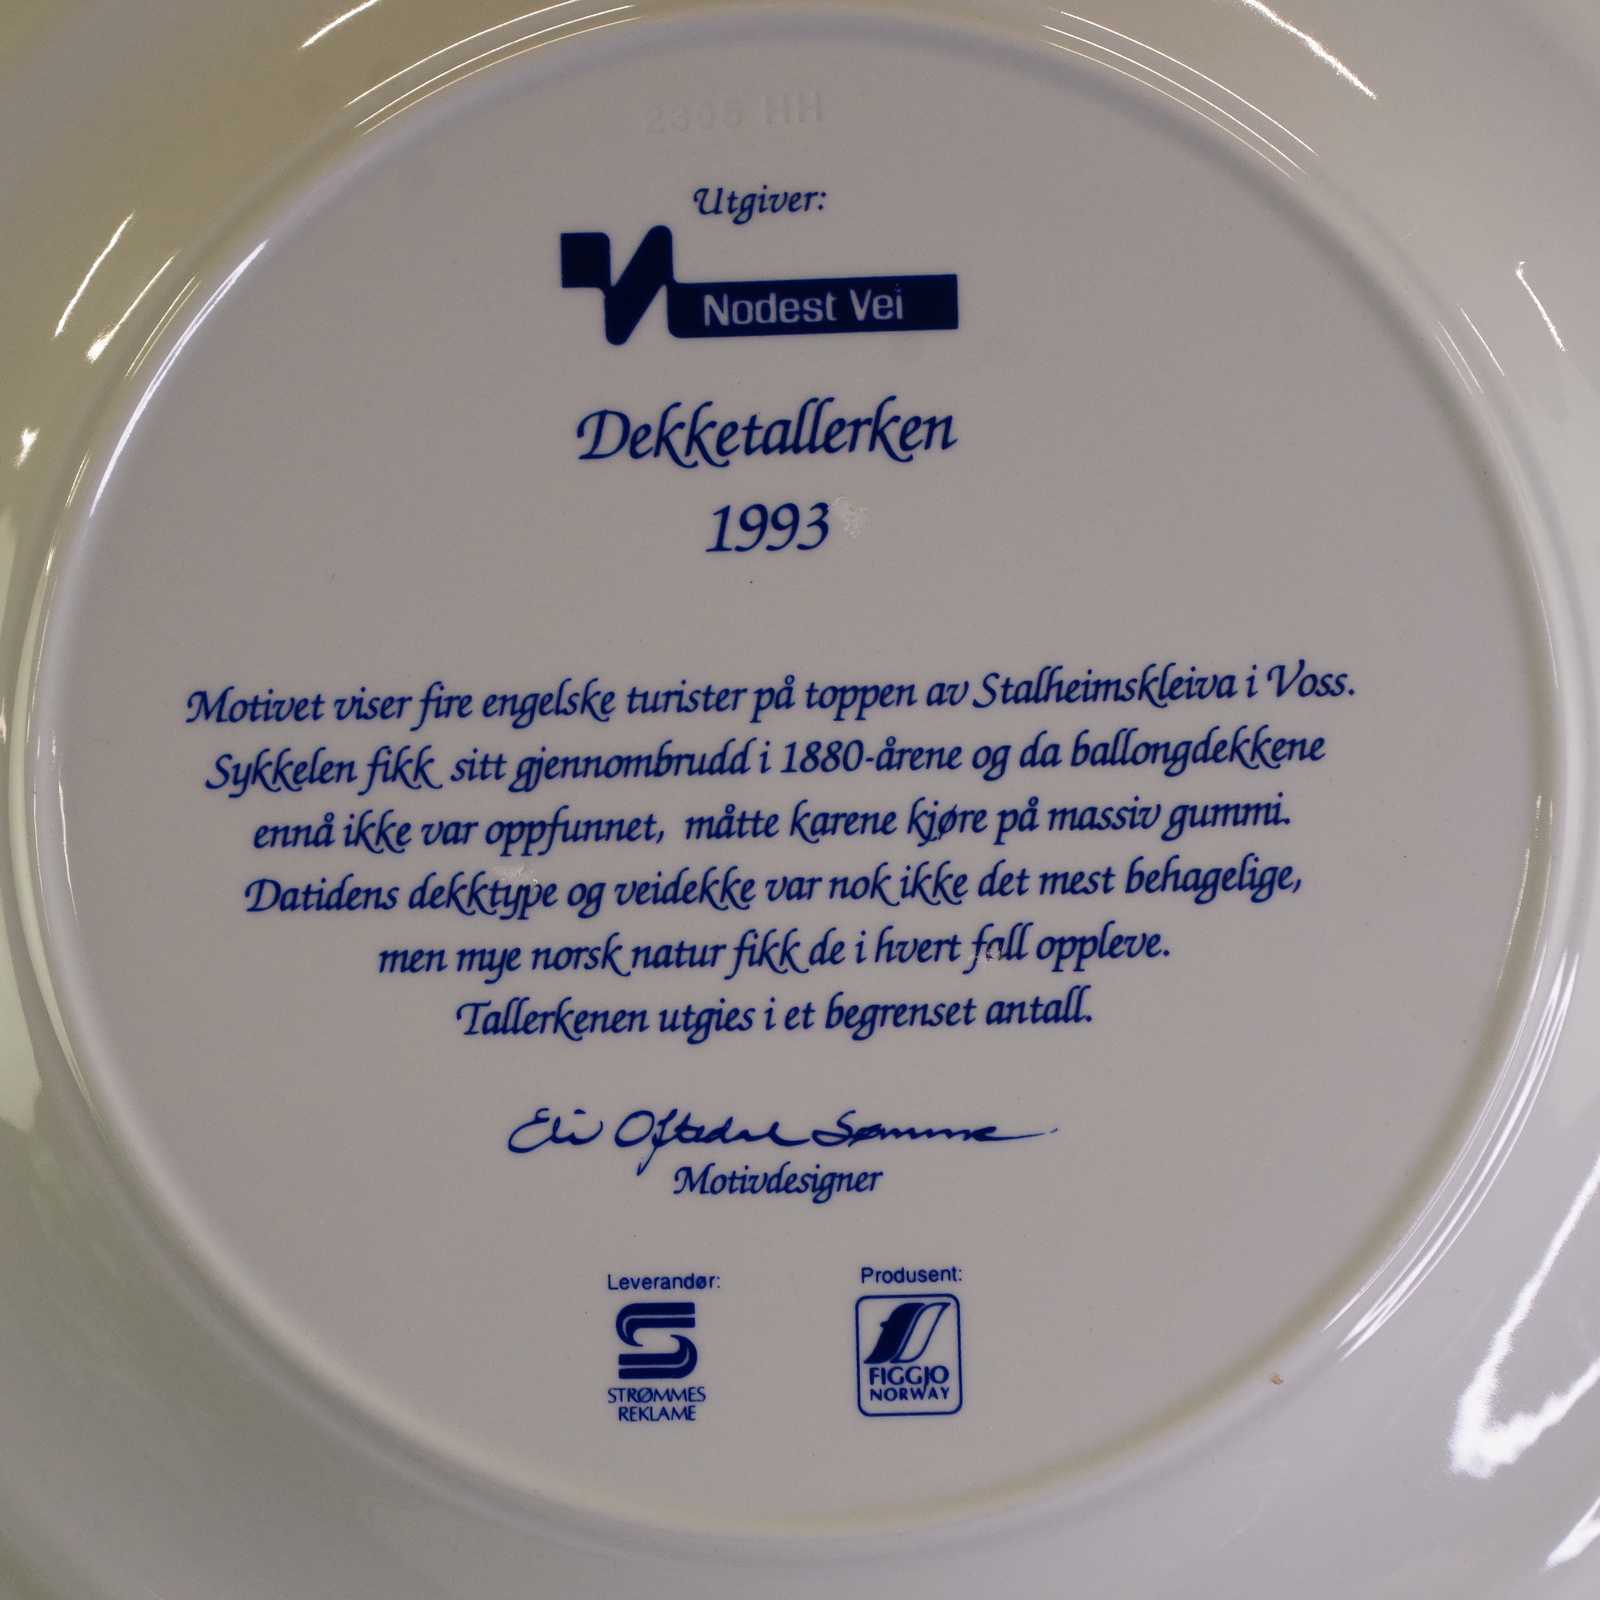 2305 HH
Utgiver:
Nodest Vei
Dekketallerken
1993
Motivet viser fire engelske turister på toppen av Stalheimskleiva i Voss.
Sykkelen fikk sitt gjennombrudd i 1880-årene og da ballongdekkene
ennå ikke var oppfunnet, måtte karene kjøre på massiv gummi.
Datidens dekktype og veidekke var nok ikke det mest behagelige,
men mye norsk natur fikk de i hvert fall oppleve.
Tallerkenen utgies i et begrenset antall.
Eli Oftedal Sømme
Motivdesigner
Leverandør:
STRØMMES
REKLAME
Produsent:
FIGGJO
NORWAY